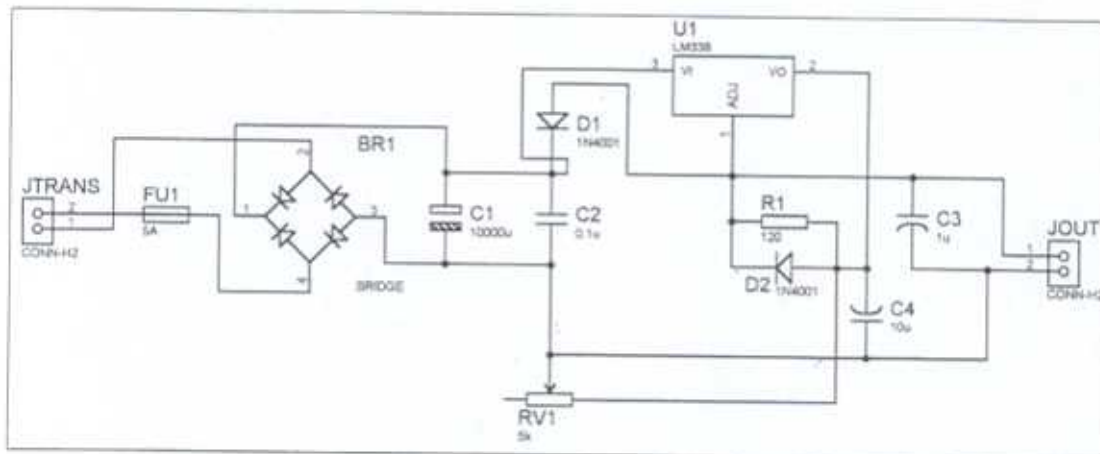 U1
LM338
3
VI
VO
2
ADJ
1
D1
1N4001
BR1
2
JTRANS
2
1
CONN-H2
FU1
5A
1
3
4
BRIDGE
C1
10000u
C2
0.1u
R1
120
D2
1N4001
C3
1u
C4
10u
JOUT
1
2
CONN-H2
RV1
5k